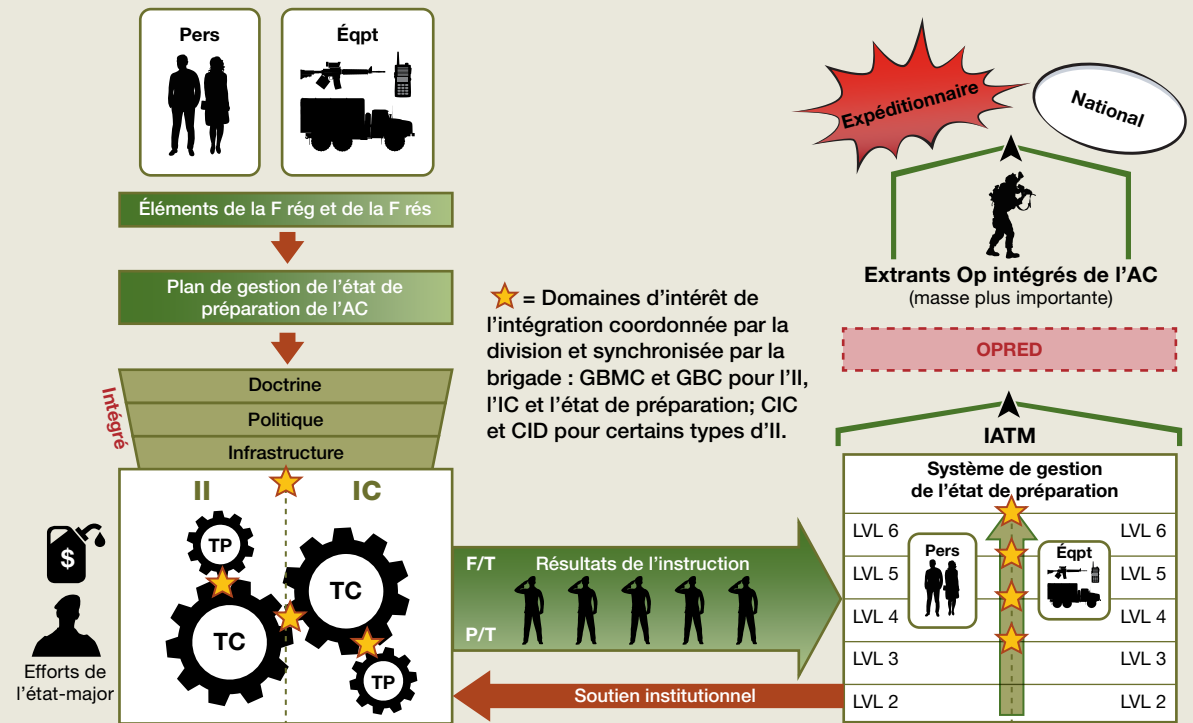 Pers
Éqpt
Éléments de la F rég et de la F rés
Plan de gestion de l'état de
préparation de l'AC
Intégré
Doctrine
Politique
Infrastructure
II
IC
TP
TC
TC
TP
$
Efforts de
l'état-major
= Domaines d'intérêt de
l'intégration coordonnée par la
division et synchronisée par la
brigade : GBMC et GBC pour l'II,
l'IC et l'état de préparation; CIC
et CID pour certains types d'II.
F/T
Résultats de l'instruction
P/T
Soutien institutionnel
Expéditionnaire
National
Extrants Op intégrés de l'AC
(masse plus importante)
OPRED
IATM
Système de gestion
de l'état de préparation
LVL 6
LVL 6
Pers
Éqpt
LVL 5
LVL 5
LVL 4
LVL 4
LVL 3
LVL 3
LVL 2
LVL 2